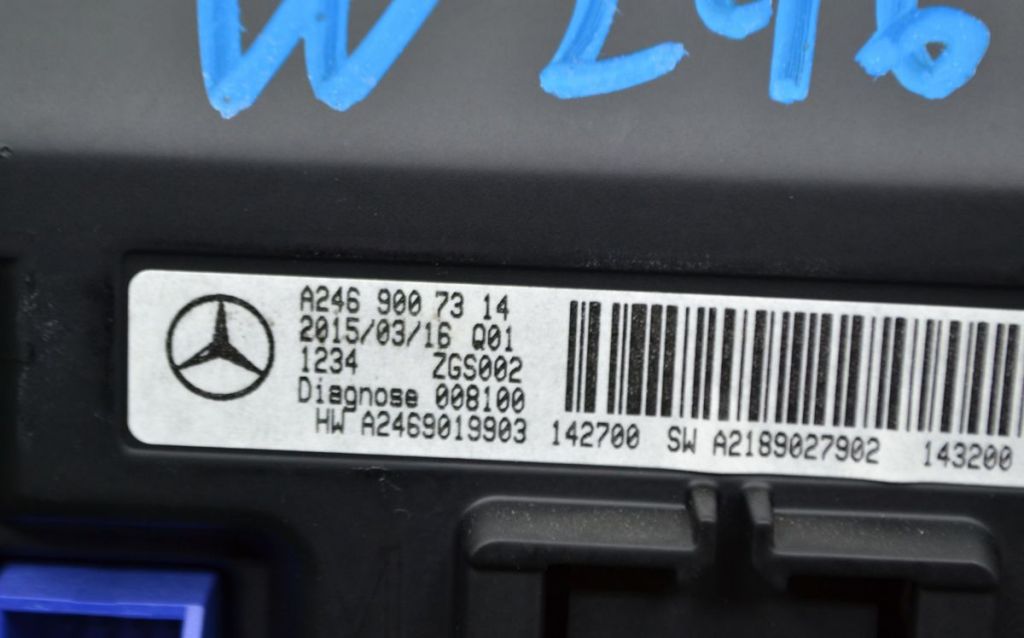 W 246
A246 900 73 14
2015/03/16 Q01
1234 ZGS002
Diagnose 008100
HW A2469019903 142700 SW A2189027902 143200